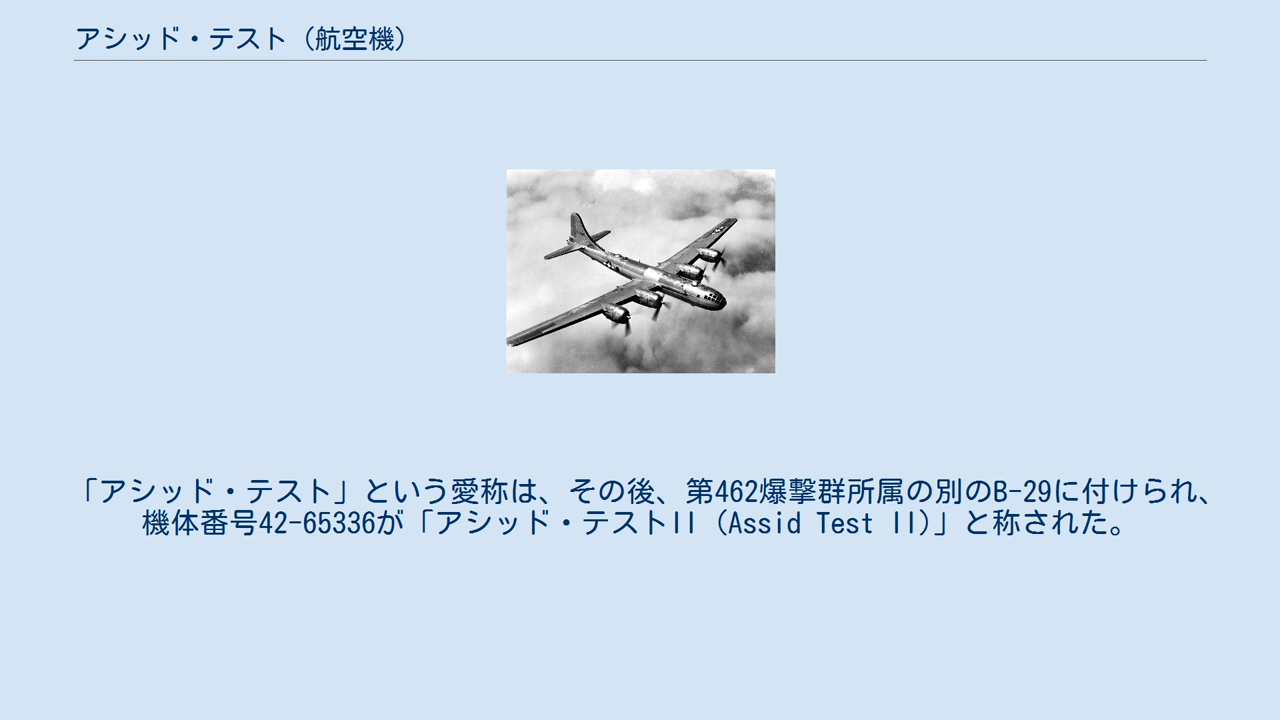 アシッド・テスト（航空機）
「アシッド・テスト」という愛称は、その後、第462爆撃群所属の別のB-29に付けられ、
機体番号42-65336が「アシッド・テストII（Assid Test II)」と称された。